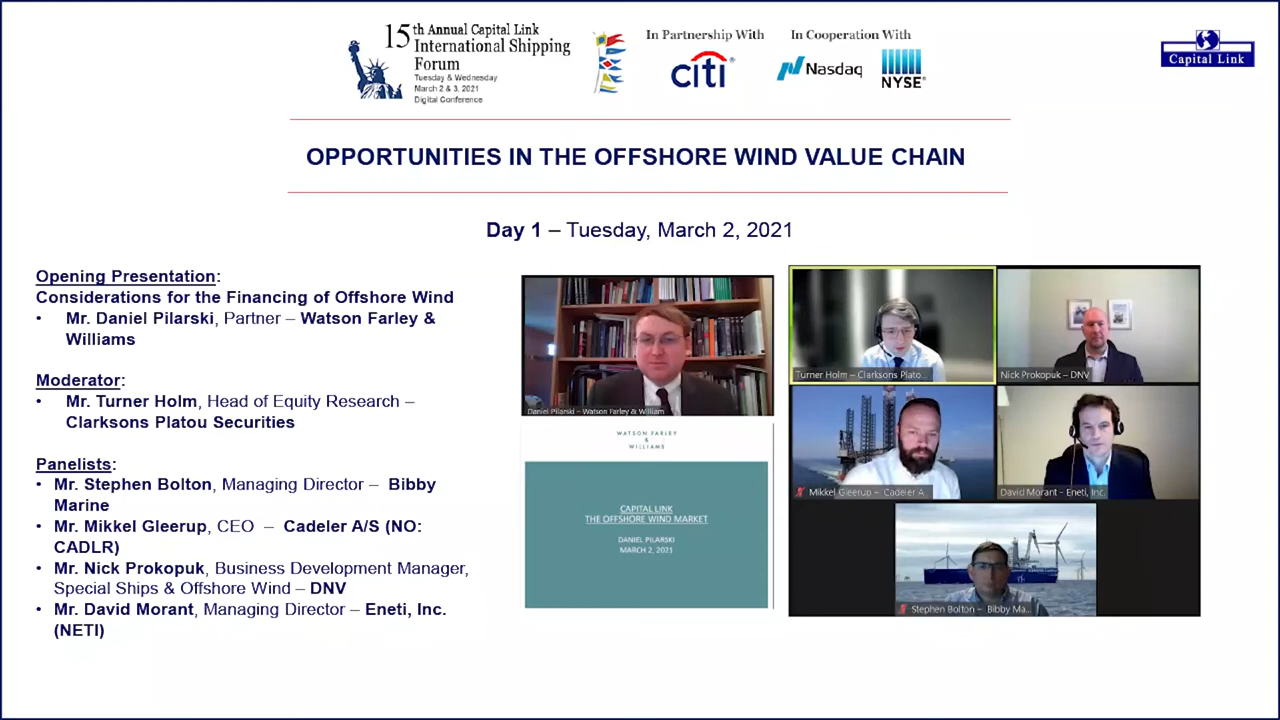 15th Annual Capital Link
International Shipping
Forum
Tuesday & Wednesday
March 2 & 3, 2021
Digital Conference
In Partnership With
citi®
In Cooperation With
Nasdaq
NYSE®
Capital Link
OPPORTUNITIES IN THE OFFSHORE WIND VALUE CHAIN
Day 1 – Tuesday, March 2, 2021
Opening Presentation:
Considerations for the Financing of Offshore Wind
• Mr. Daniel Pilarski, Partner – Watson Farley &
Williams
Moderator:
• Mr. Turner Holm, Head of Equity Research –
Clarksons Platou Securities
Panelists:
• Mr. Stephen Bolton, Managing Director – Bibby
Marine
• Mr. Mikkel Gleerup, CEO – Cadeler A/S (NO:
CADLR)
• Mr. Nick Prokopuk, Business Development Manager,
Special Ships & Offshore Wind – DNV
• Mr. David Morant, Managing Director – Eneti, Inc.
(NETI)
Daniel Pilarski – Watson Farley & William
WATSON FARLEY
&
WILLIAMS
CAPITAL LINK
THE OFFSHORE WIND MARKET
DANIEL PILARSKI
MARCH 2, 2021
Turner Holm – Clarksons Plato...
Nick Prokopuk – DNV
Mikkel Gleerup – Cadeler A...
David Morant - Eneti, Inc.
Stephen Bolton – Bibby Ma...